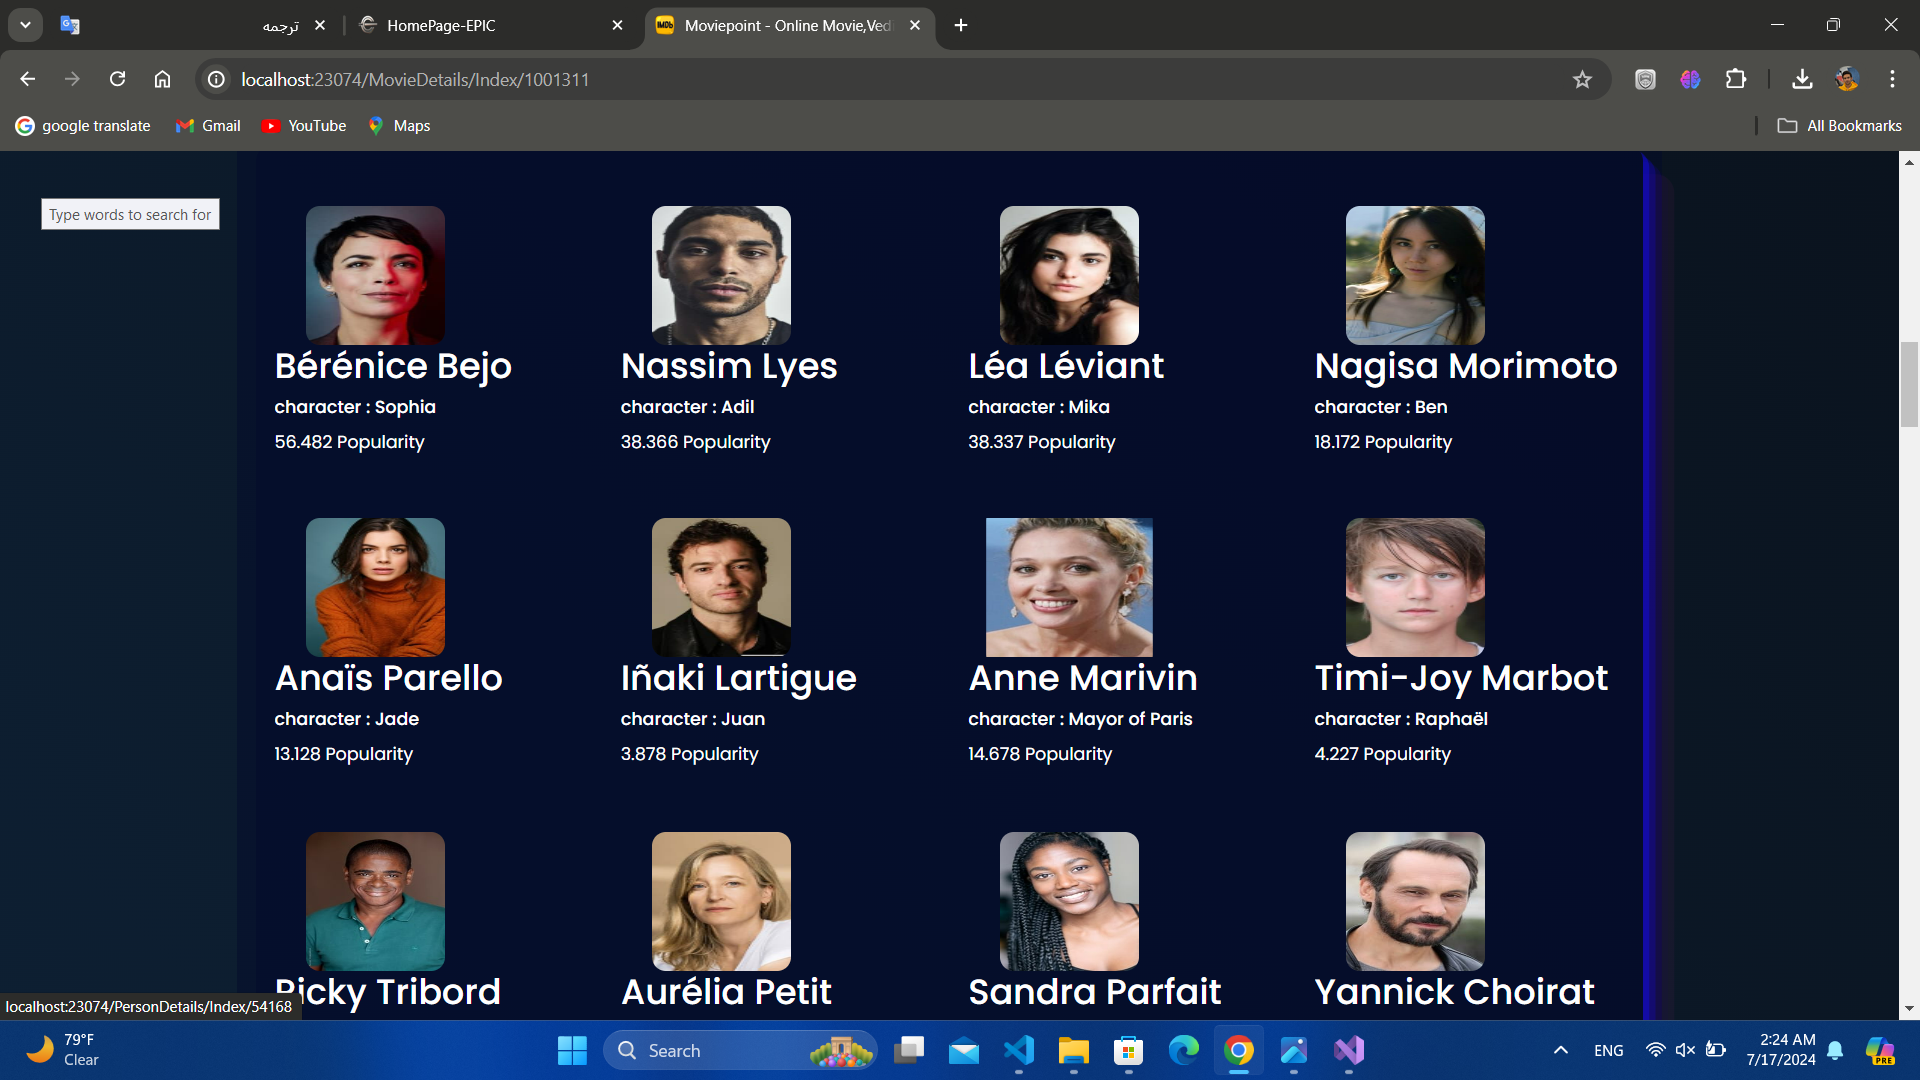 ترجمه
HomePage-EPIC
Moviepoint - Online Movie,Ved
localhost:23074/MovieDetails/Index/1001311
google translate
Gmail
YouTube
Maps
All Bookmarks
Type words to search for
Bérénice Bejo
character : Sophia
56.482 Popularity
Nassim Lyes
character : Adil
38.366 Popularity
Léa Léviant
character : Mika
38.337 Popularity
Nagisa Morimoto
character : Ben
18.172 Popularity
Anaïs Parello
character : Jade
13.128 Popularity
Iñaki Lartigue
character : Juan
3.878 Popularity
Anne Marivin
character : Mayor of Paris
14.678 Popularity
Timi-Joy Marbot
character : Raphaël
4.227 Popularity
Ricky Tribord
Aurélia Petit
Sandra Parfait
Yannick Choirat
localhost:23074/PersonDetails/Index/54168
79°F
Clear
Search
ENG
2:24 AM
7/17/2024
PRE